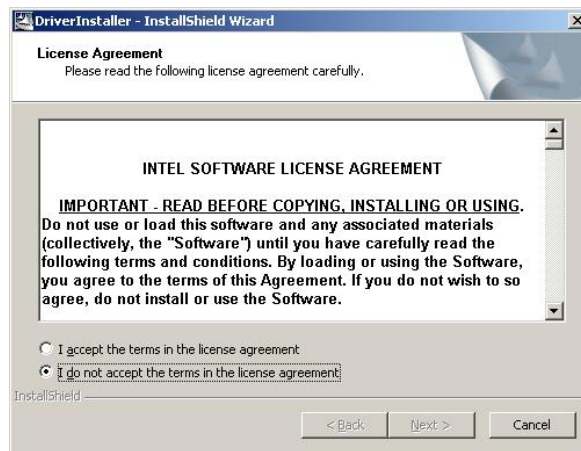 DriverInstaller - InstallShield Wizard
License Agreement
Please read the following license agreement carefully.
INTEL SOFTWARE LICENSE AGREEMENT
IMPORTANT - READ BEFORE COPYING, INSTALLING OR USING.
Do not use or load this software and any associated materials
(collectively, the "Software") until you have carefully read the
following terms and conditions. By loading or using the Software,
you agree to the terms of this Agreement. If you do not wish to so
agree, do not install or use the Software.
I accept the terms in the license agreement
I do not accept the terms in the license agreement
InstallShield
< Back Next > Cancel